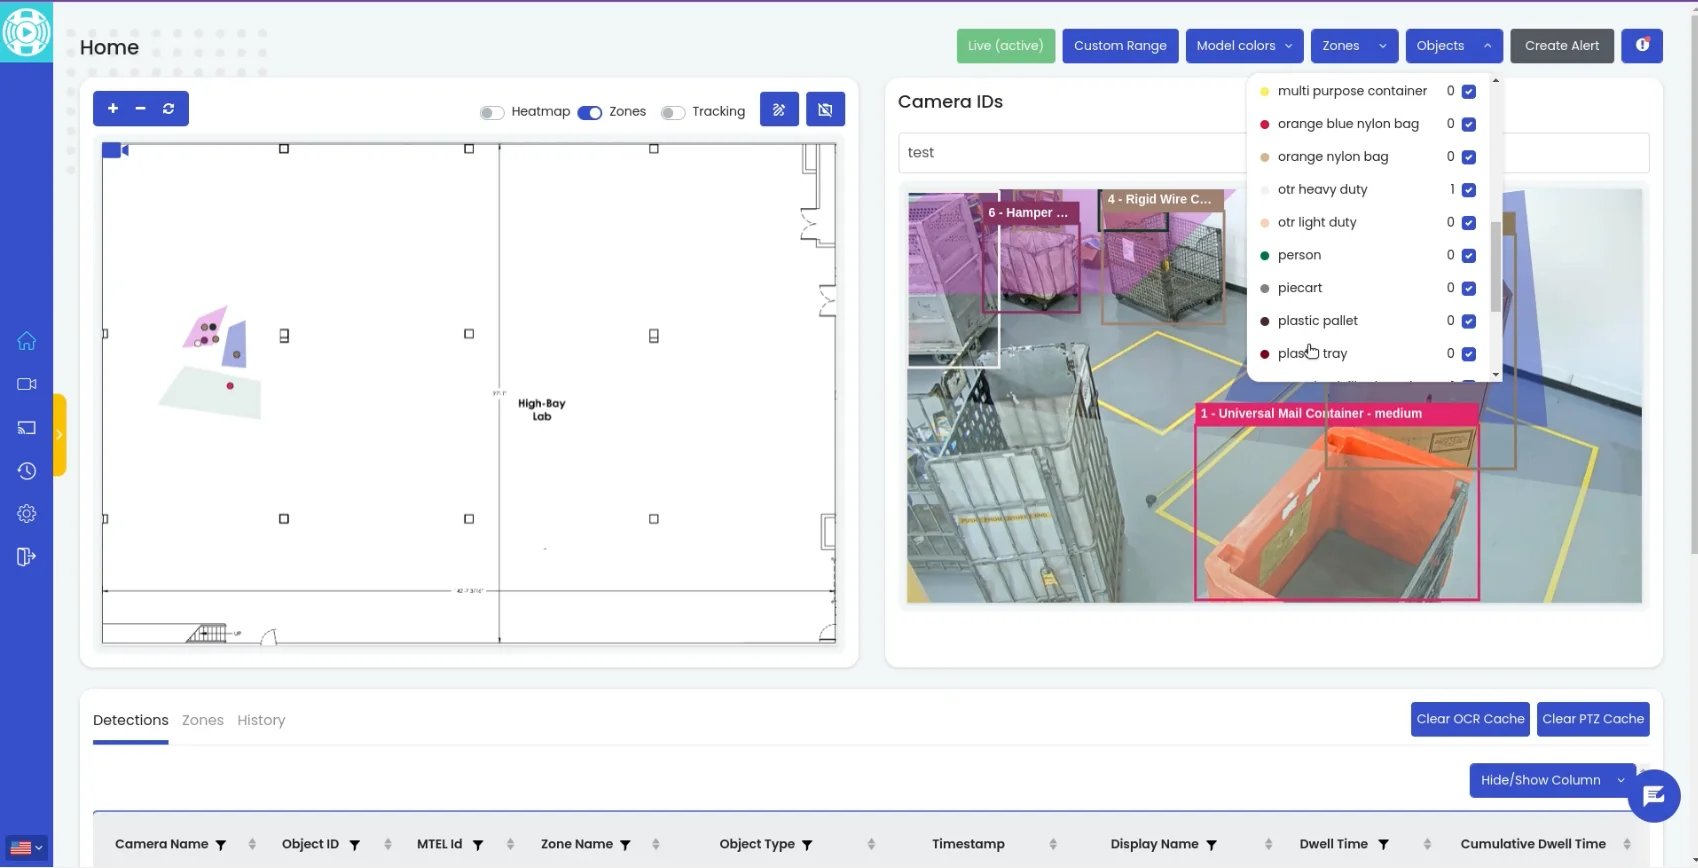 Home
Live (active)
Custom Range
Model colors
Zones
Objects
Create Alert
Heatmap
Zones
Tracking
High-Bay
Lab
UP
Camera IDs
test
6 - Hamper ...
4 - Rigid Wire C...
1 - Universal Mail Container - medium
multi purpose container 0
orange blue nylon bag 0
orange nylon bag 0
otr heavy duty 1
otr light duty 0
person 0
piecart 0
plastic pallet 0
plastic tray 0
Detections
Zones
History
Clear OCR Cache
Clear PTZ Cache
Hide/Show Column
Camera Name
Object ID
MTEL Id
Zone Name
Object Type
Timestamp
Display Name
Dwell Time
Cumulative Dwell Time